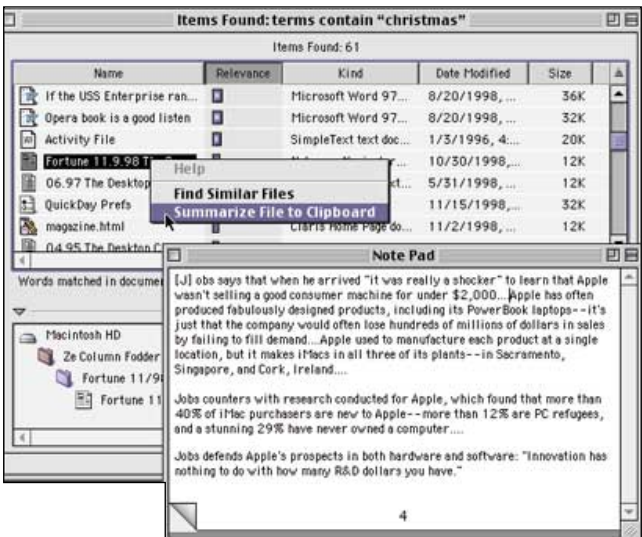 Items Found: terms contain “christmas”
Items Found: 61
Name Relevance Kind Date Modified Size
If the USS Enterprise ran... Microsoft Word 97... 8/20/1998, ... 36K
Opera book is a good listen Microsoft Word 97... 8/20/1998, ... 32K
Activity File SimpleText text doc... 1/3/1996, 4:... 20K
Fortune 11.9.98 10/30/1998, ... 12K
Help
06.97 The Desktop 5/31/1998, ... 12K
Find Similar Files
QuickDay Prefs 11/15/1998, ... 32K
Summarize File to Clipboard
magazine.html Claris Home Page do... 11/2/1998, ... 12K
04.95 The Desktop C
Words matched in docume
Macintosh HD
Ze Column Fodder
Fortune 11/9
Fortune 11
Note Pad
[J] obs says that when he arrived "it was really a shocker" to learn that Apple
wasn't selling a good consumer machine for under $2,000...Apple has often
produced fabulously designed products, including its PowerBook laptops--it's
just that the company would often lose hundreds of millions of dollars in sales
by failing to fill demand....Apple used to manufacture each product at a single
location, but it makes iMacs in all three of its plants--in Sacramento,
Singapore, and Cork, Ireland....
Jobs counters with research conducted for Apple, which found that more than
40% of iMac purchasers are new to Apple--more than 12% are PC refugees,
and a stunning 29% have never owned a computer....
Jobs defends Apple's prospects in both hardware and software: "Innovation has
nothing to do with how many R&D dollars you have."
4